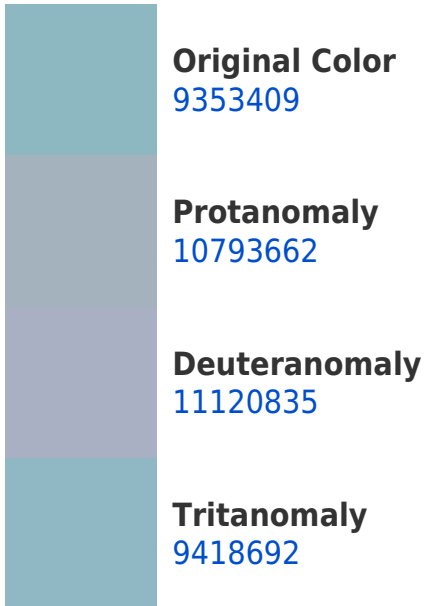 Original Color
9353409
Protanomaly
10793662
Deuteranomaly
11120835
Tritanomaly
9418692